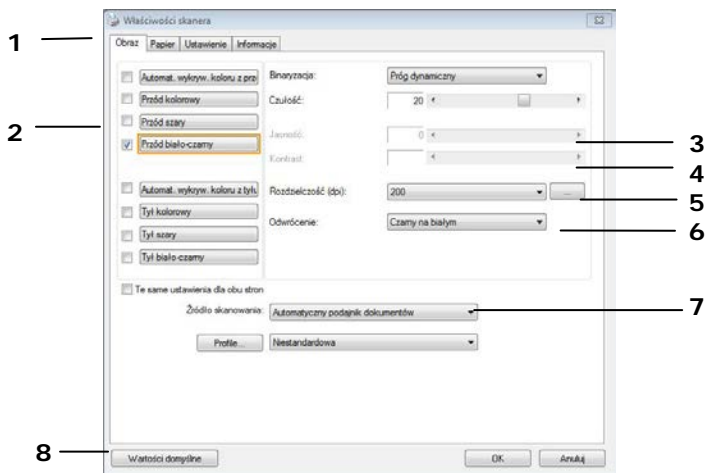 Właściwości skanera
1
Obraz Papier Ustawienie Informacje
Automat. wykryw. koloru z prz
Binaryzacja: Próg dynamiczny
Przód kolorowy
Czułość: 20
2
Przód szary
Jasność: 0
3
Przód biało-czarny
Kontrast:
4
Automat. wykryw. koloru z tyłu
Rozdzielczość (dpi): 200 ...
5
Tył kolorowy
Odwrócenie: Czarny na białym
6
Tył szary
Tył biało-czarny
Te same ustawienia dla obu stron
Źródło skanowania: Automatyczny podajnik dokumentów
7
Profile... Niestandardowa
8
Wartości domyślne OK Anuluj